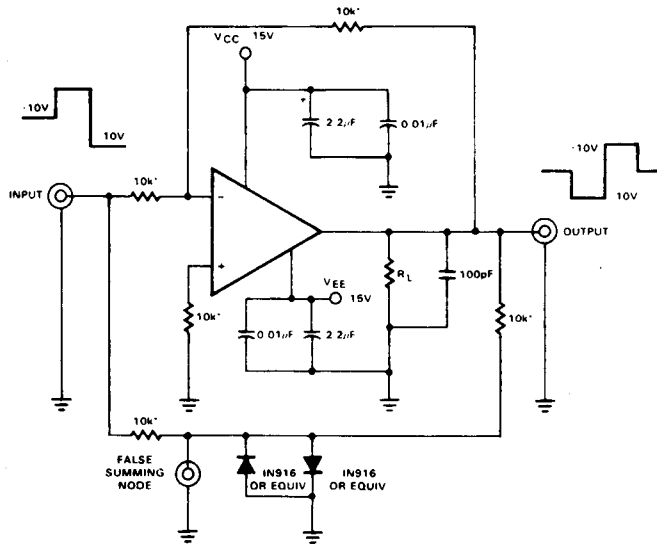 10k*
VCC 15V
·10V
10V
+
2 2µF
0 01µF
·10V
10k*
INPUT
-
OUTPUT
10V
+
RL
100pF
VEE
15V
10k*
0 01µF
2 2µF
10k*
10k*
FALSE
SUMMING
NODE
IN916
OR EQUIV
IN916
OR EQUIV